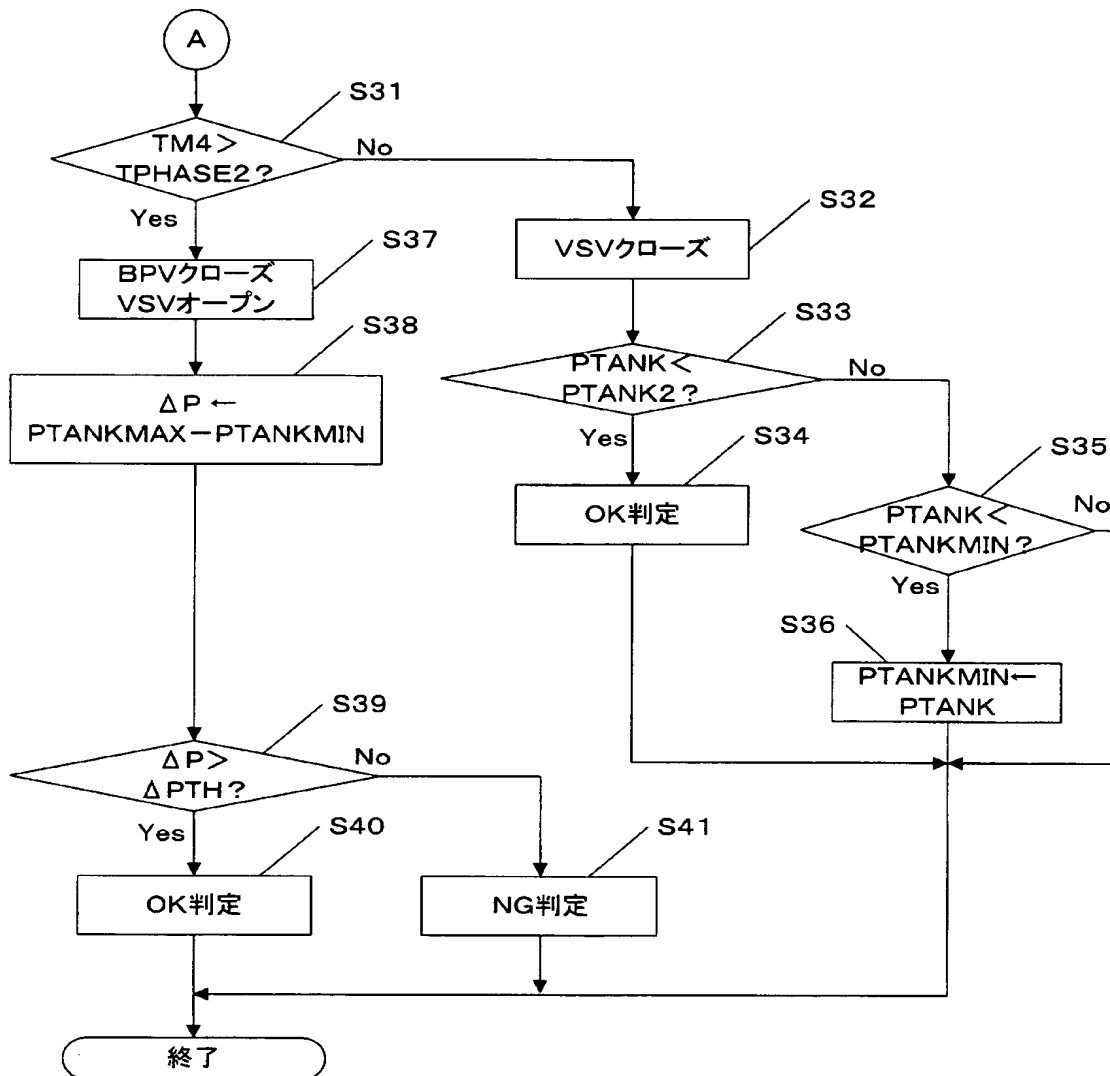 A
S31
TM4>
TPHASE2?
No
Yes
S32
VSVクローズ
S37
BPVクローズ
VSVオープン
S33
PTANK<
PTANK2?
No
Yes
S38
ΔP←
PTANKMAX−PTANKMIN
S34
OK判定
S35
PTANK<
PTANKMIN?
No
Yes
S36
PTANKMIN←
PTANK
S39
ΔP>
ΔPTH?
No
Yes
S40
OK判定
S41
NG判定
終了